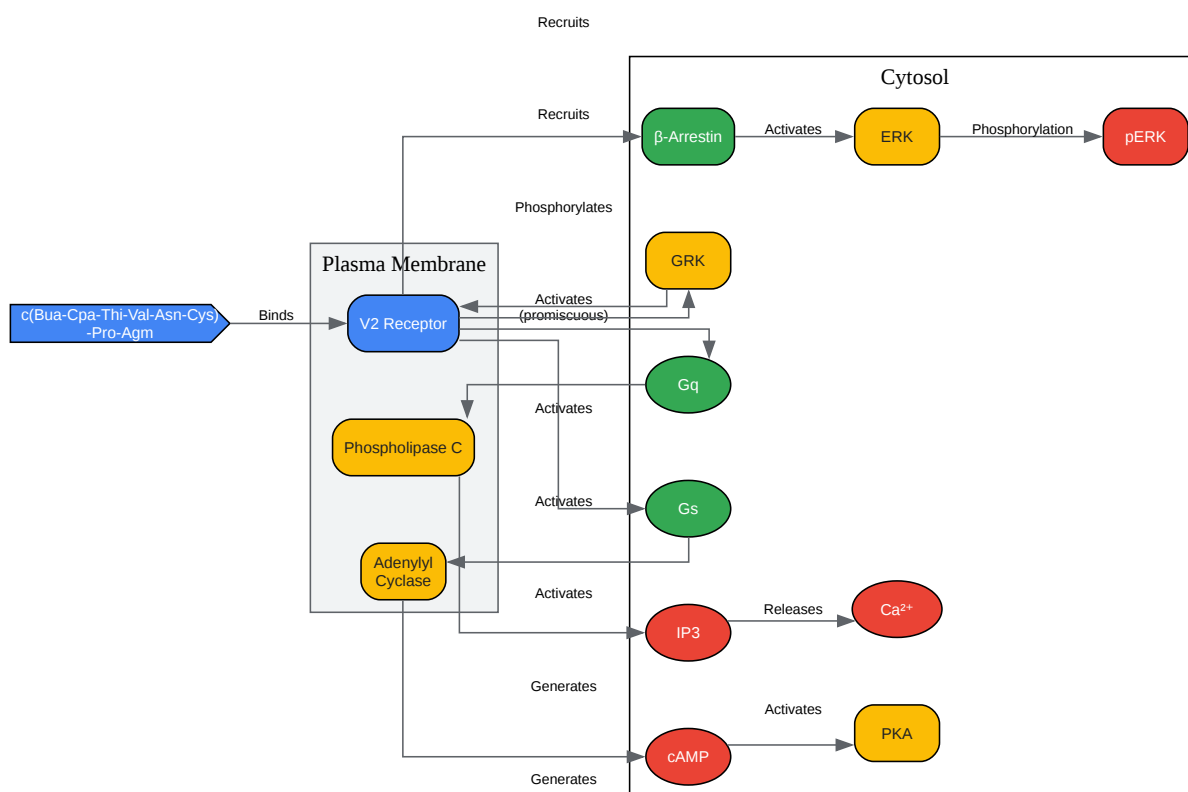 Recruits
Cytosol
Recruits
β-Arrestin
Activates
ERK
Phosphorylation
pERK
Phosphorylates
Plasma Membrane
GRK
c(Bua-Cpa-Thi-Val-Asn-Cys)
-Pro-Agm
Binds
V2 Receptor
Activates
(promiscuous)
Gq
Activates
Phospholipase C
Activates
Gs
Adenylyl
Cyclase
Activates
IP3
Releases
Ca²⁺
Generates
Activates
cAMP
PKA
Generates